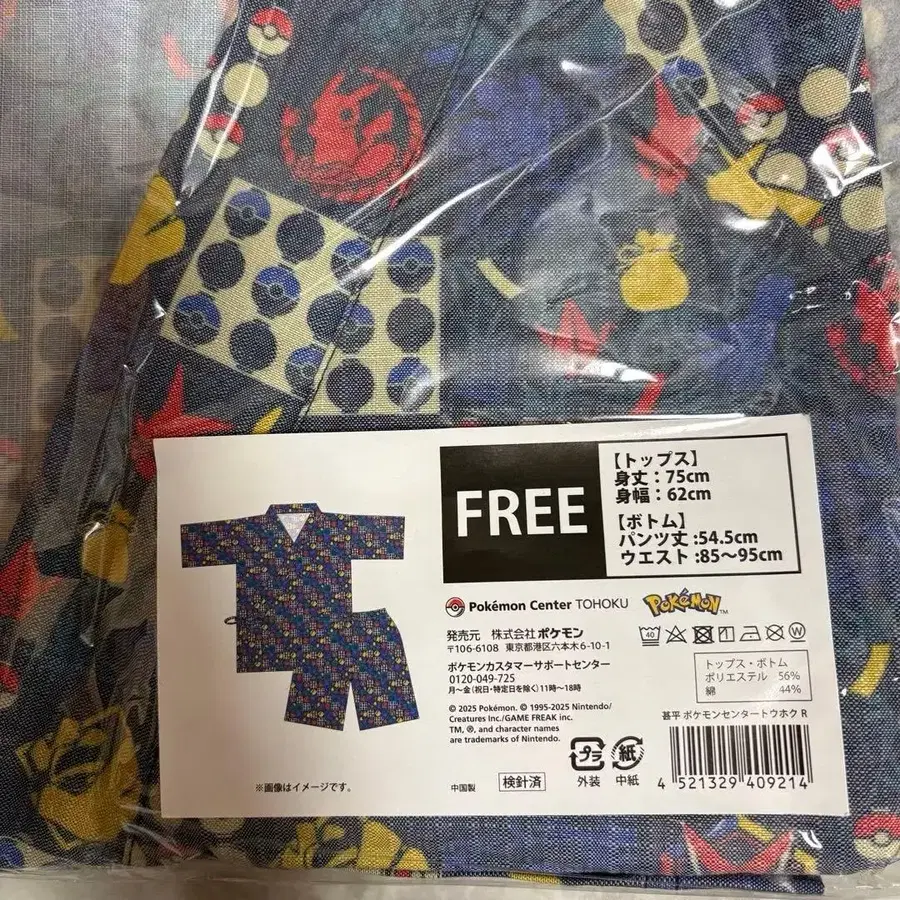 FREE
【トップス】
身丈：75cm
身幅：62cm
【ボトム】
パンツ丈:54.5cm
ウエスト:85〜95cm
Pokémon Center TOHOKU
POKéMON™
発売元 株式会社ポケモン
〒106-6108 東京都港区六本木6-10-1
ポケモンカスタマーサポートセンター
0120-049-725
月〜金(祝日・特定日を除く)11時〜18時
© 2025 Pokémon. © 1995-2025 Nintendo/
Creatures Inc./GAME FREAK inc.
TM, ®, and character names
are trademarks of Nintendo.
中国製
検針済
プラ
外装
紙
中紙
40
W
トップス・ボトム
ポリエステル 56%
綿 44%
甚平 ポケモンセンタートウホク R
4 521329 409214
※画像はイメージです。